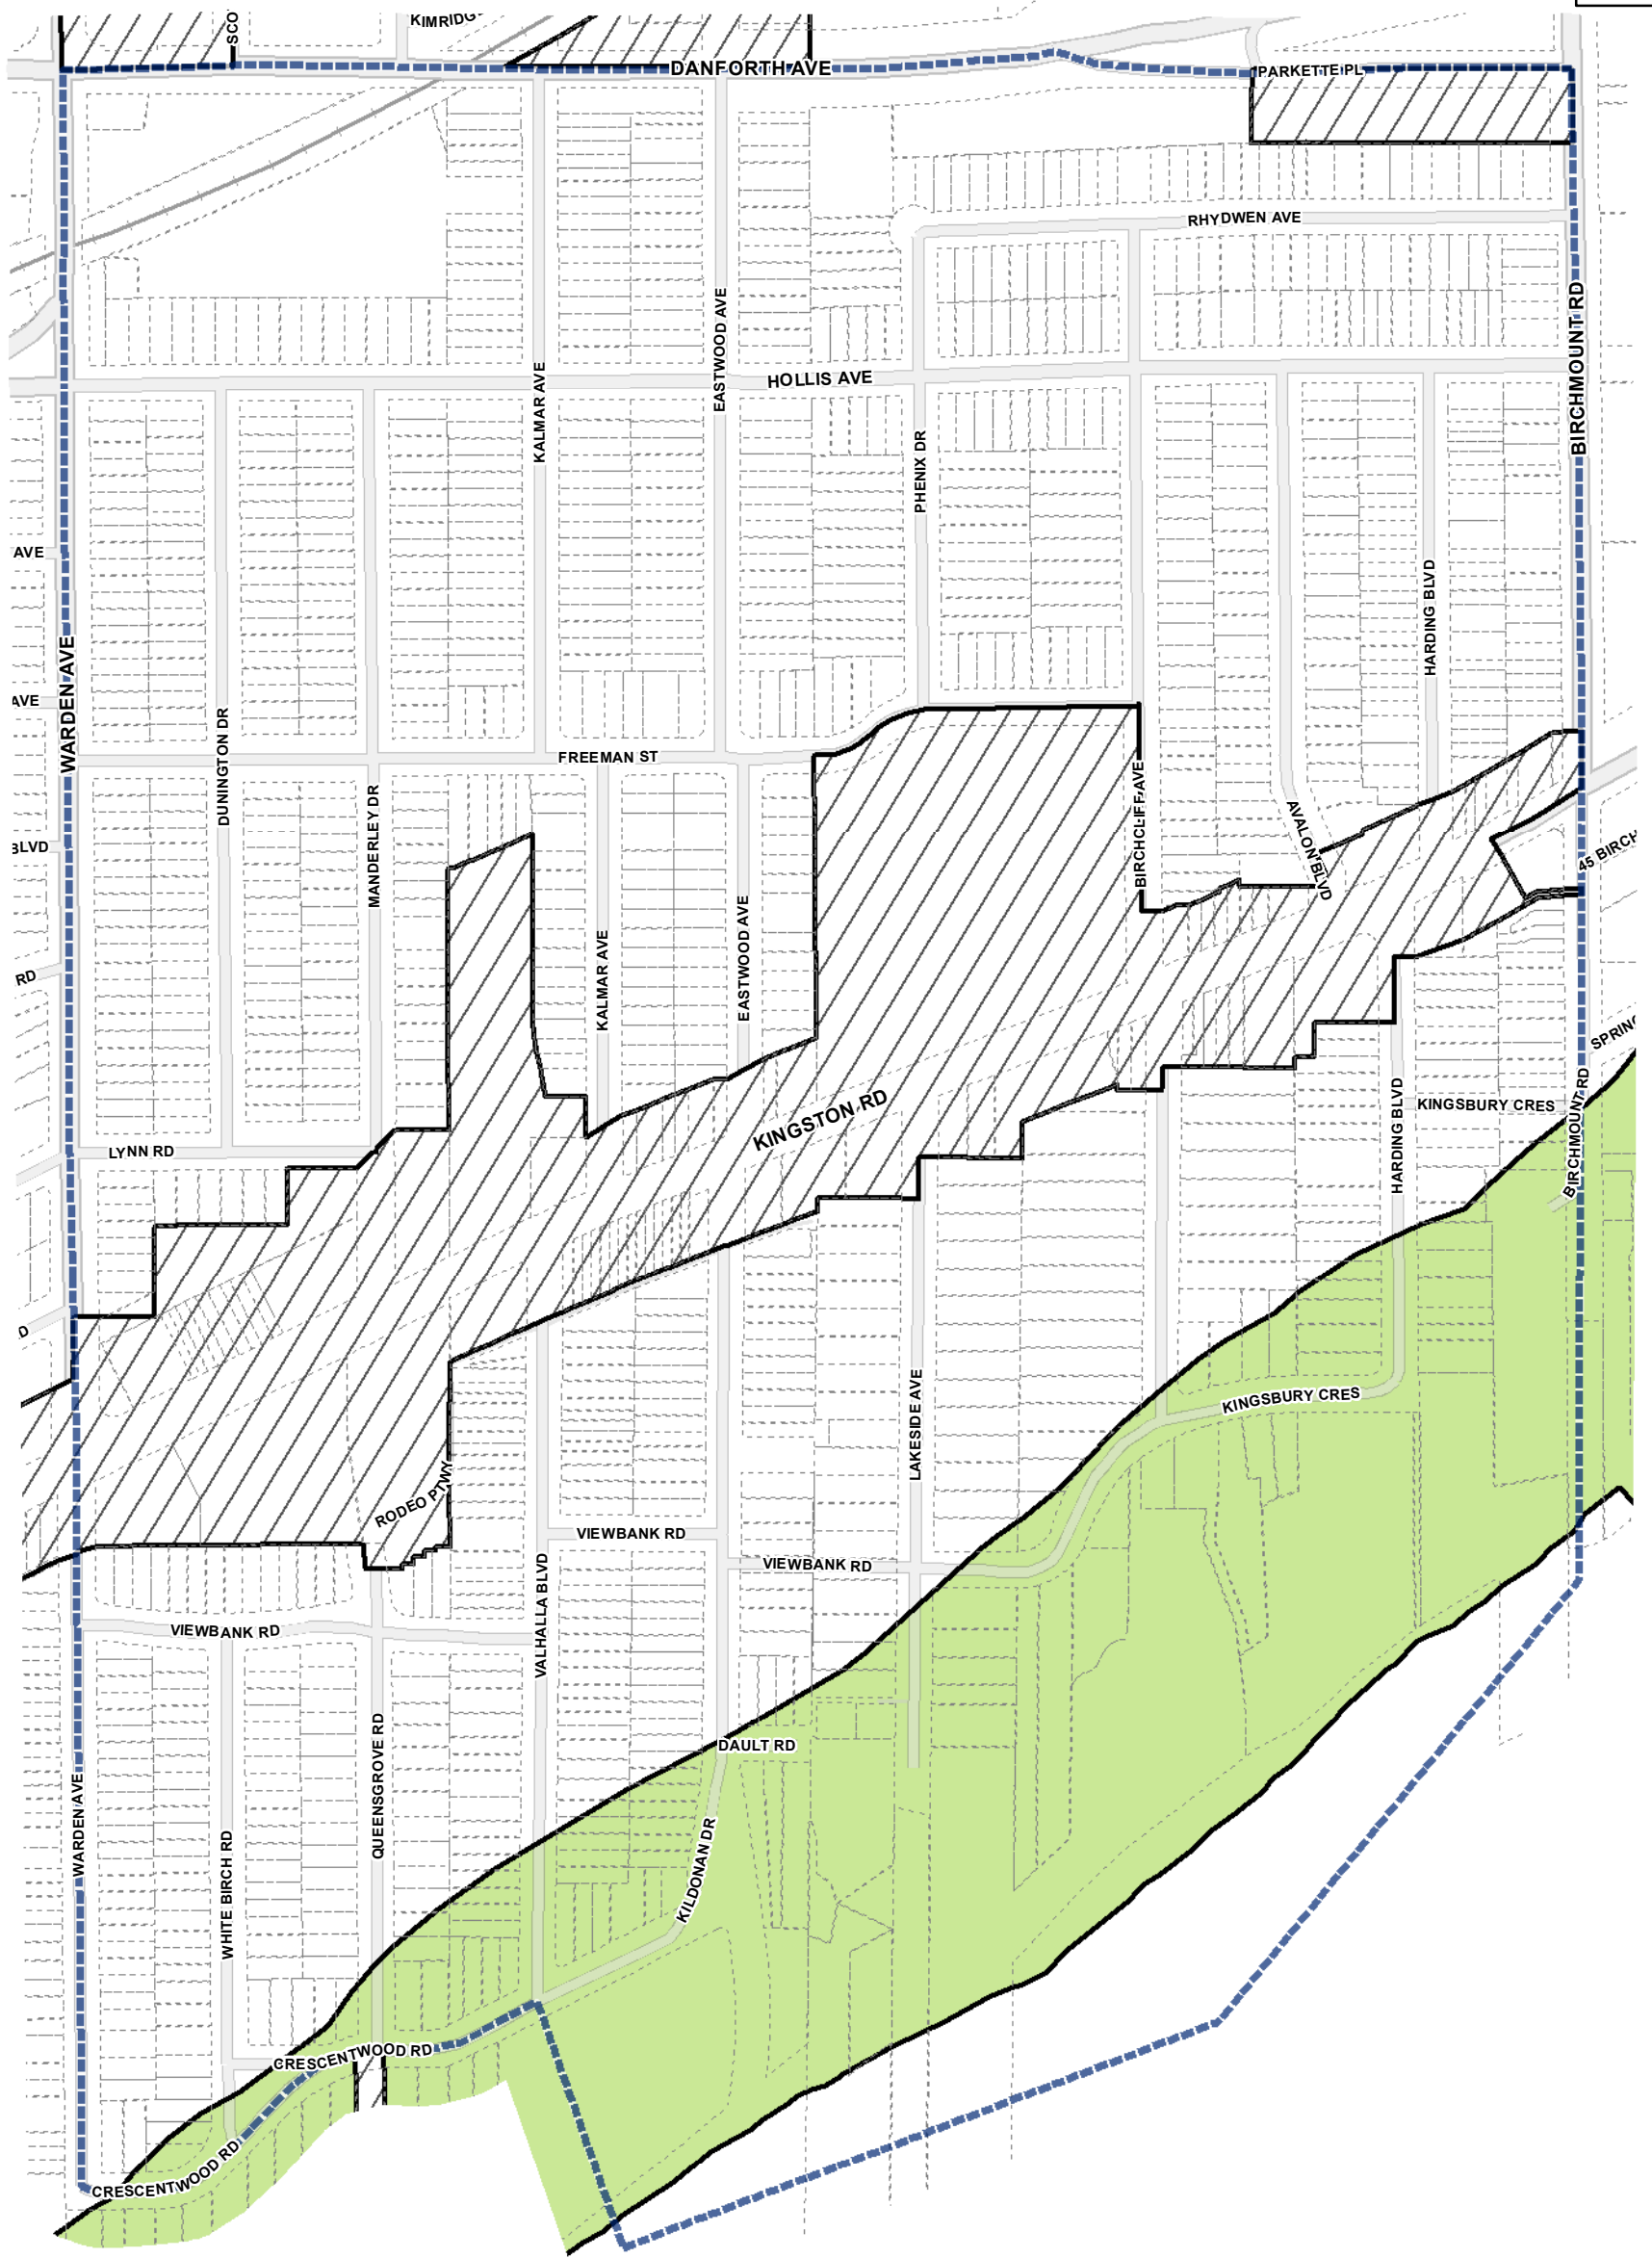 SCO
KIMRIDG
DANFORTH AVE
PARKETTE PL
RHYDWEN AVE
EASTWOOD AVE
BIRCHMOUNT RD
HOLLIS AVE
KALMAR AVE
PHENIX DR
AVE
HARDING BLVD
AVE
WARDEN AVE
DUNINGTON DR
FREEMAN ST
MANDERLEY DR
BIRCHCLIFF AVE
AVALON BLVD
BLVD
45 BIRCH
EASTWOOD AVE
KALMAR AVE
RD
SPRING
KINGSTON RD
HARDING BLVD
KINGSBURY CRES
BIRCHMOUNT RD
LYNN RD
D
LAKESIDE AVE
KINGSBURY CRES
RODEO PTWY
VIEWBANK RD
VIEWBANK RD
VALHALLA BLVD
VIEWBANK RD
QUEENSGROVE RD
DAULT RD
WARDEN AVE
WHITE BIRCH RD
KILDONAN DR
CRESCENTWOOD RD
CRESCENTWOOD RD